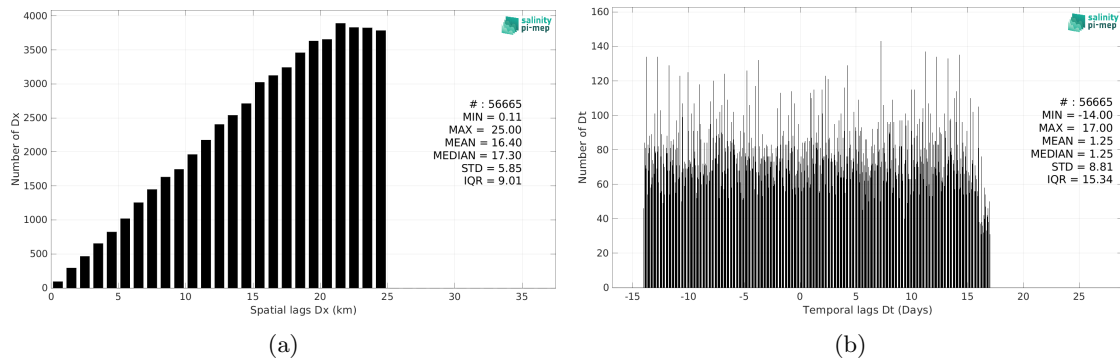 4000
3500
3000
2500
2000
1500
1000
500
0
Number of Dx
0 5 10 15 20 25 30 35
Spatial lags Dx (km)
salinity
pi-mep
# : 56665
MIN = 0.11
MAX = 25.00
MEAN = 16.40
MEDIAN = 17.30
STD = 5.85
IQR = 9.01
(a)
160
140
120
100
80
60
40
20
0
Number of Dt
-15 -10 -5 0 5 10 15 20 25
Temporal lags Dt (Days)
salinity
pi-mep
# : 56665
MIN = -14.00
MAX = 17.00
MEAN = 1.25
MEDIAN = 1.25
STD = 8.81
IQR = 15.34
(b)